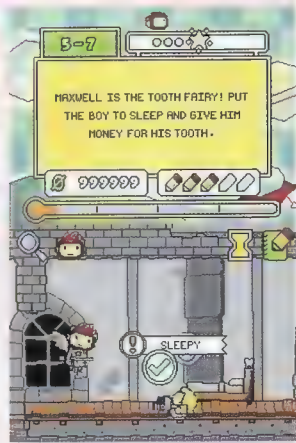 5-7
MAXWELL IS THE TOOTH FAIRY! PUT
THE BOY TO SLEEP AND GIVE HIM
MONEY FOR HIS TOOTH.
999999
SLEEPY